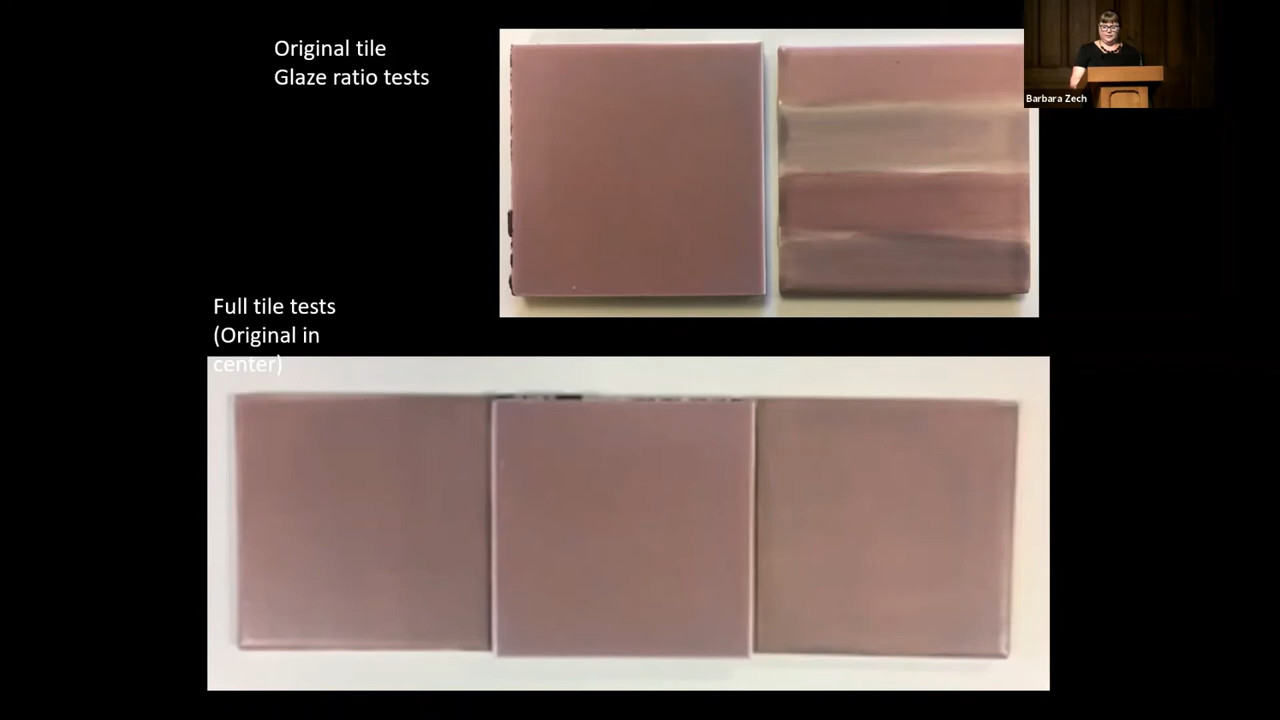 Original tile
Glaze ratio tests
Barbara Zech
Full tile tests
(Original in
center)